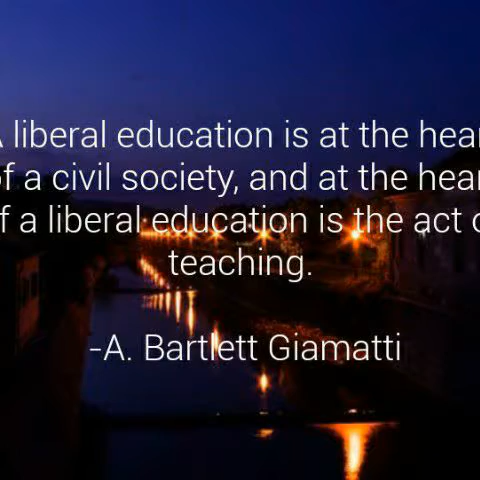 A liberal education is at the hear
of a civil society, and at the hear
f a liberal education is the act o
teaching.
-A. Bartlett Giamatti